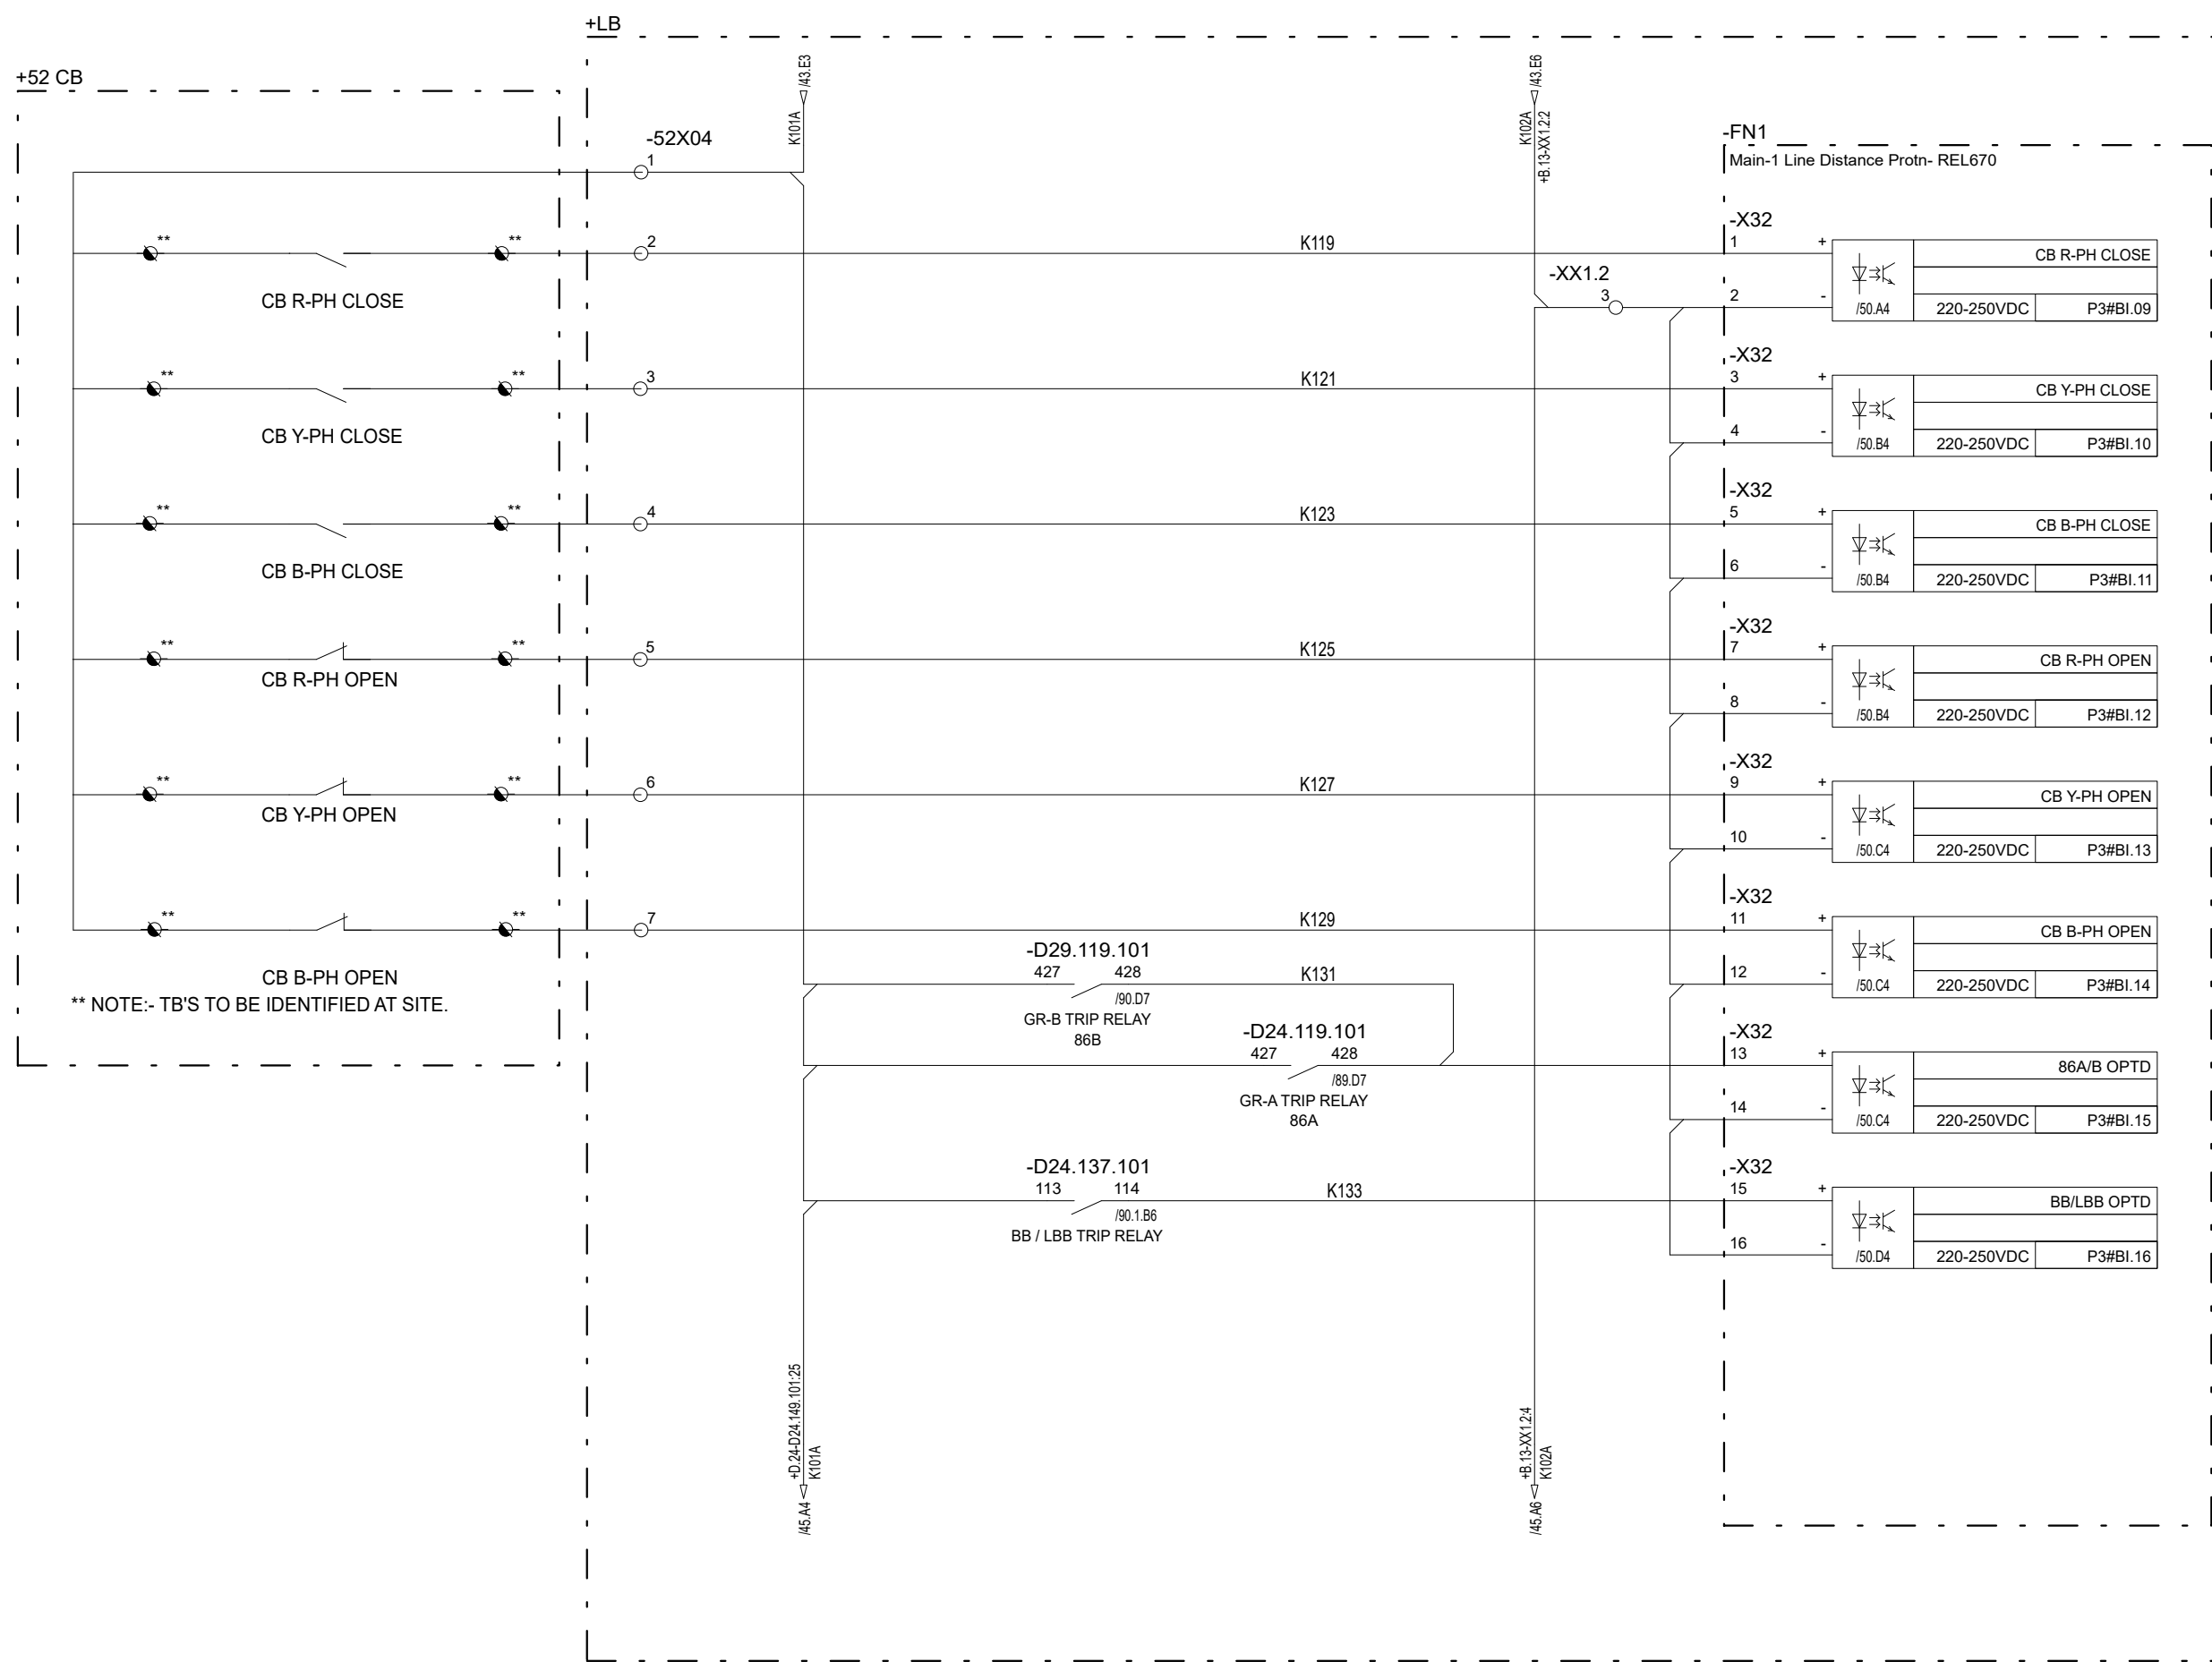 +LB
+52 CB
/43.E3
K101A
/43.E6
K102A
+B.13-XX1.2:2
-52X04
1
-FN1
Main-1 Line Distance Protn- REL670
** **
2
K119
-X32
1 +
CB R-PH CLOSE
CB R-PH CLOSE
-XX1.2
3
2 -
/50.A4 220-250VDC P3#BI.09
** **
3
K121
-X32
3 +
CB Y-PH CLOSE
CB Y-PH CLOSE
4 -
/50.B4 220-250VDC P3#BI.10
** **
4
K123
-X32
5 +
CB B-PH CLOSE
CB B-PH CLOSE
6 -
/50.B4 220-250VDC P3#BI.11
** **
5
K125
-X32
7 +
CB R-PH OPEN
CB R-PH OPEN
8 -
/50.B4 220-250VDC P3#BI.12
** **
6
K127
-X32
9 +
CB Y-PH OPEN
CB Y-PH OPEN
10 -
/50.C4 220-250VDC P3#BI.13
** **
7
K129
-X32
11 +
CB B-PH OPEN
CB B-PH OPEN
** NOTE:- TB'S TO BE IDENTIFIED AT SITE.
-D29.119.101
427 428
K131
/90.D7
GR-B TRIP RELAY
86B
12 -
/50.C4 220-250VDC P3#BI.14
-D24.119.101
427 428
/89.D7
GR-A TRIP RELAY
86A
-X32
13 +
86A/B OPTD
14 -
/50.C4 220-250VDC P3#BI.15
-D24.137.101
113 114
K133
/90.1.B6
BB / LBB TRIP RELAY
-X32
15 +
BB/LBB OPTD
16 -
/50.D4 220-250VDC P3#BI.16
+D.24-D24.149.101:25
K101A
/45.A4
+B.13-XX1.2:4
K102A
/45.A6